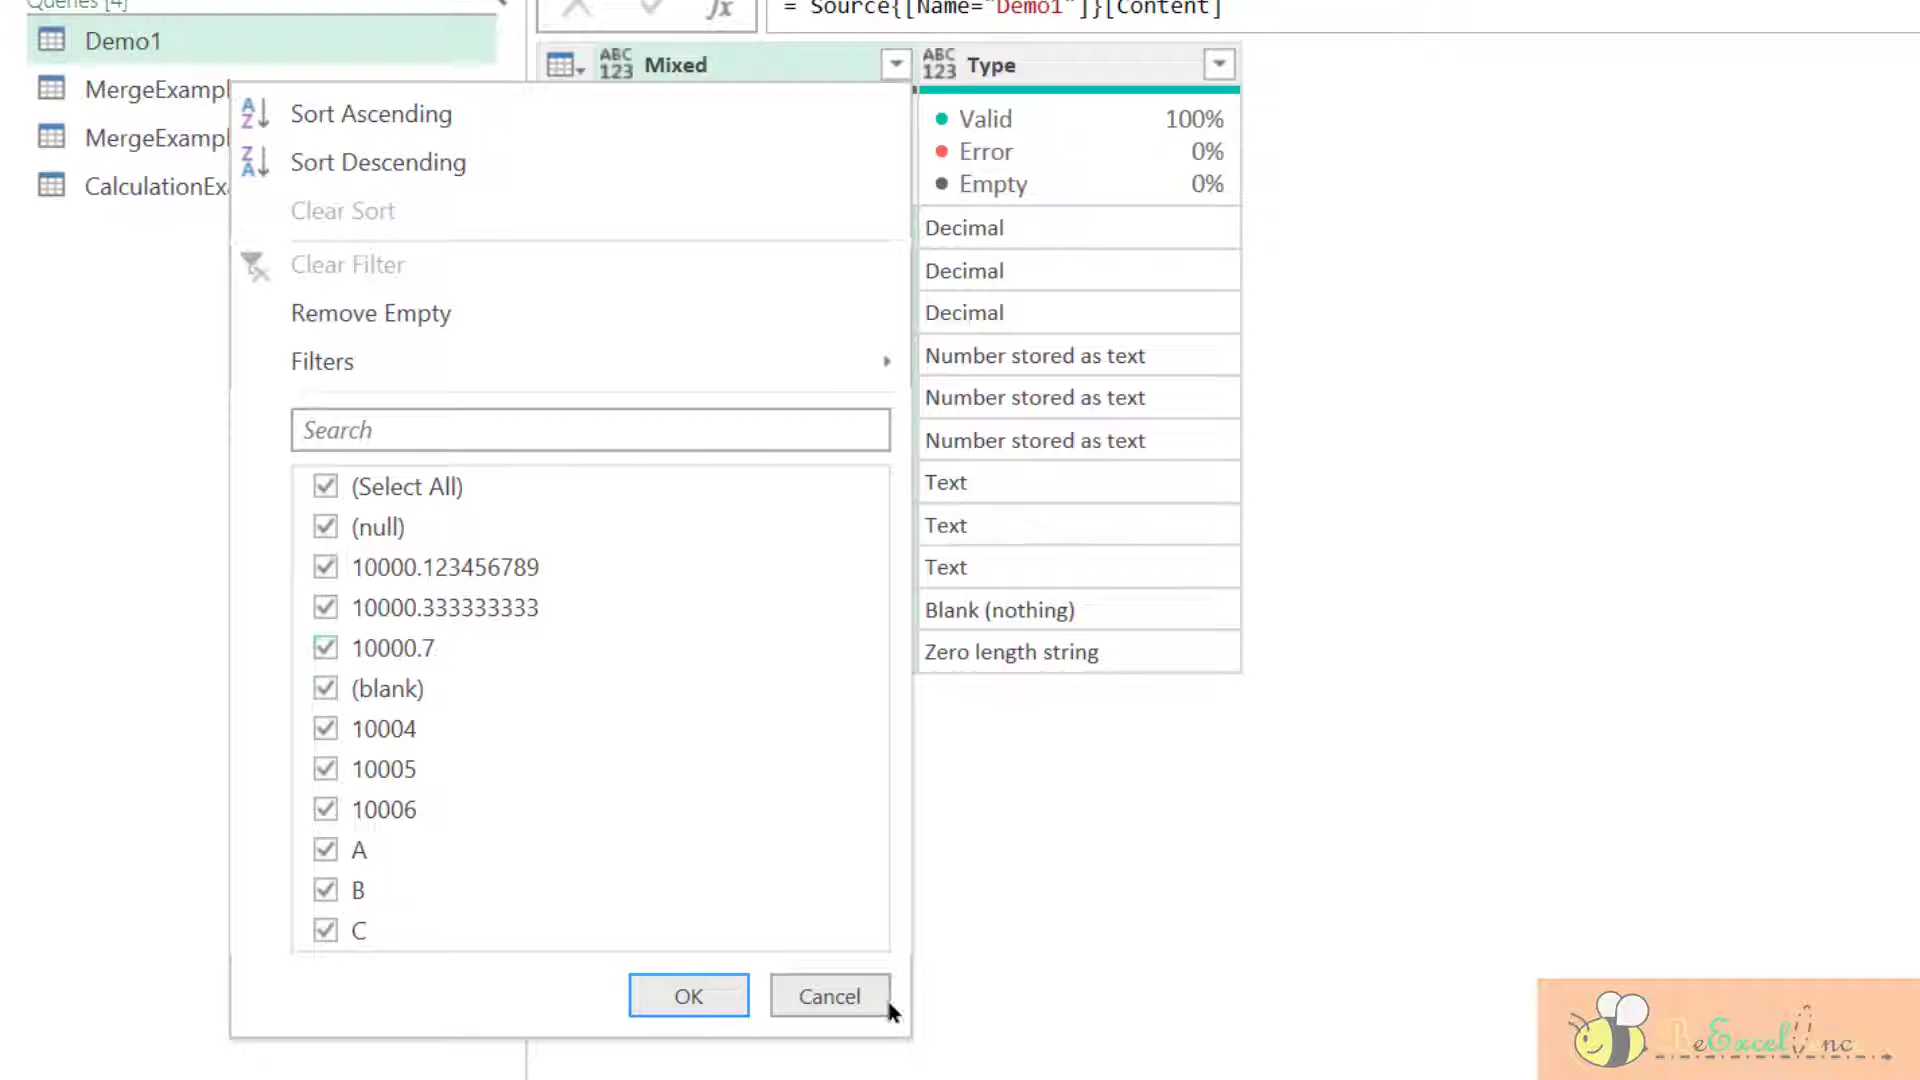 Queries [4]
= Source{[Name="Demo1"]}[Content]
fx
Demo1
MergeExampl
MergeExampl
CalculationExa
ABC
123 Mixed
ABC
123 Type
Sort Ascending
Sort Descending
Clear Sort
Clear Filter
Remove Empty
Filters
Search
(Select All)
(null)
10000.123456789
10000.333333333
10000.7
(blank)
10004
10005
10006
A
B
C
OK
Cancel
Valid 100%
Error 0%
Empty 0%
Decimal
Decimal
Decimal
Number stored as text
Number stored as text
Number stored as text
Text
Text
Text
Blank (nothing)
Zero length string
BeExcel